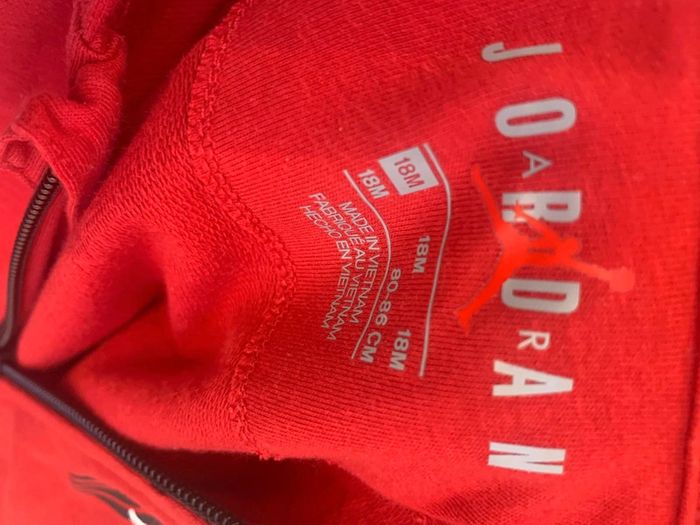 JORDAN
A R
18M 18M 18M
18M 80-86 CM
MADE IN VIETNAM
FABRIQUÉ AU VIETNAM
HECHO EN VIETNAM